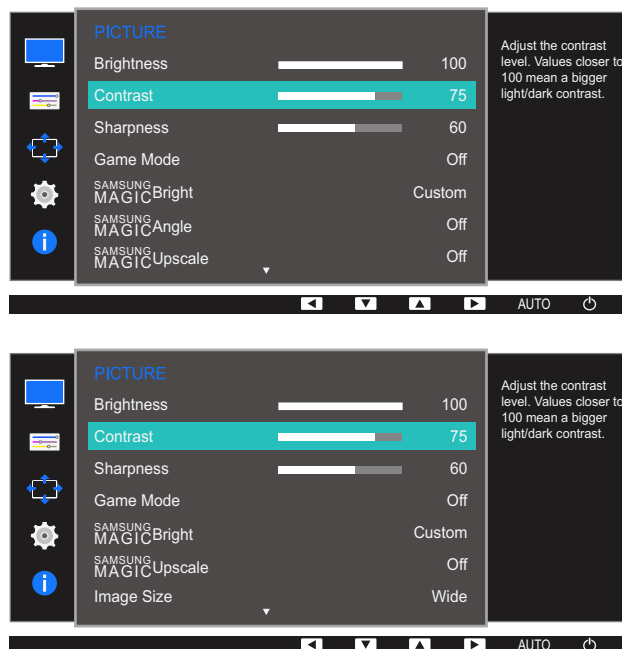 PICTURE
Brightness 100
Contrast 75
Sharpness 60
Game Mode Off
SAMSUNG MAGIC Bright Custom
SAMSUNG MAGIC Angle Off
SAMSUNG MAGIC Upscale Off
Adjust the contrast
level. Values closer to
100 mean a bigger
light/dark contrast.
AUTO
PICTURE
Brightness 100
Contrast 75
Sharpness 60
Game Mode Off
SAMSUNG MAGIC Bright Custom
SAMSUNG MAGIC Upscale Off
Image Size Wide
Adjust the contrast
level. Values closer to
100 mean a bigger
light/dark contrast.
AUTO